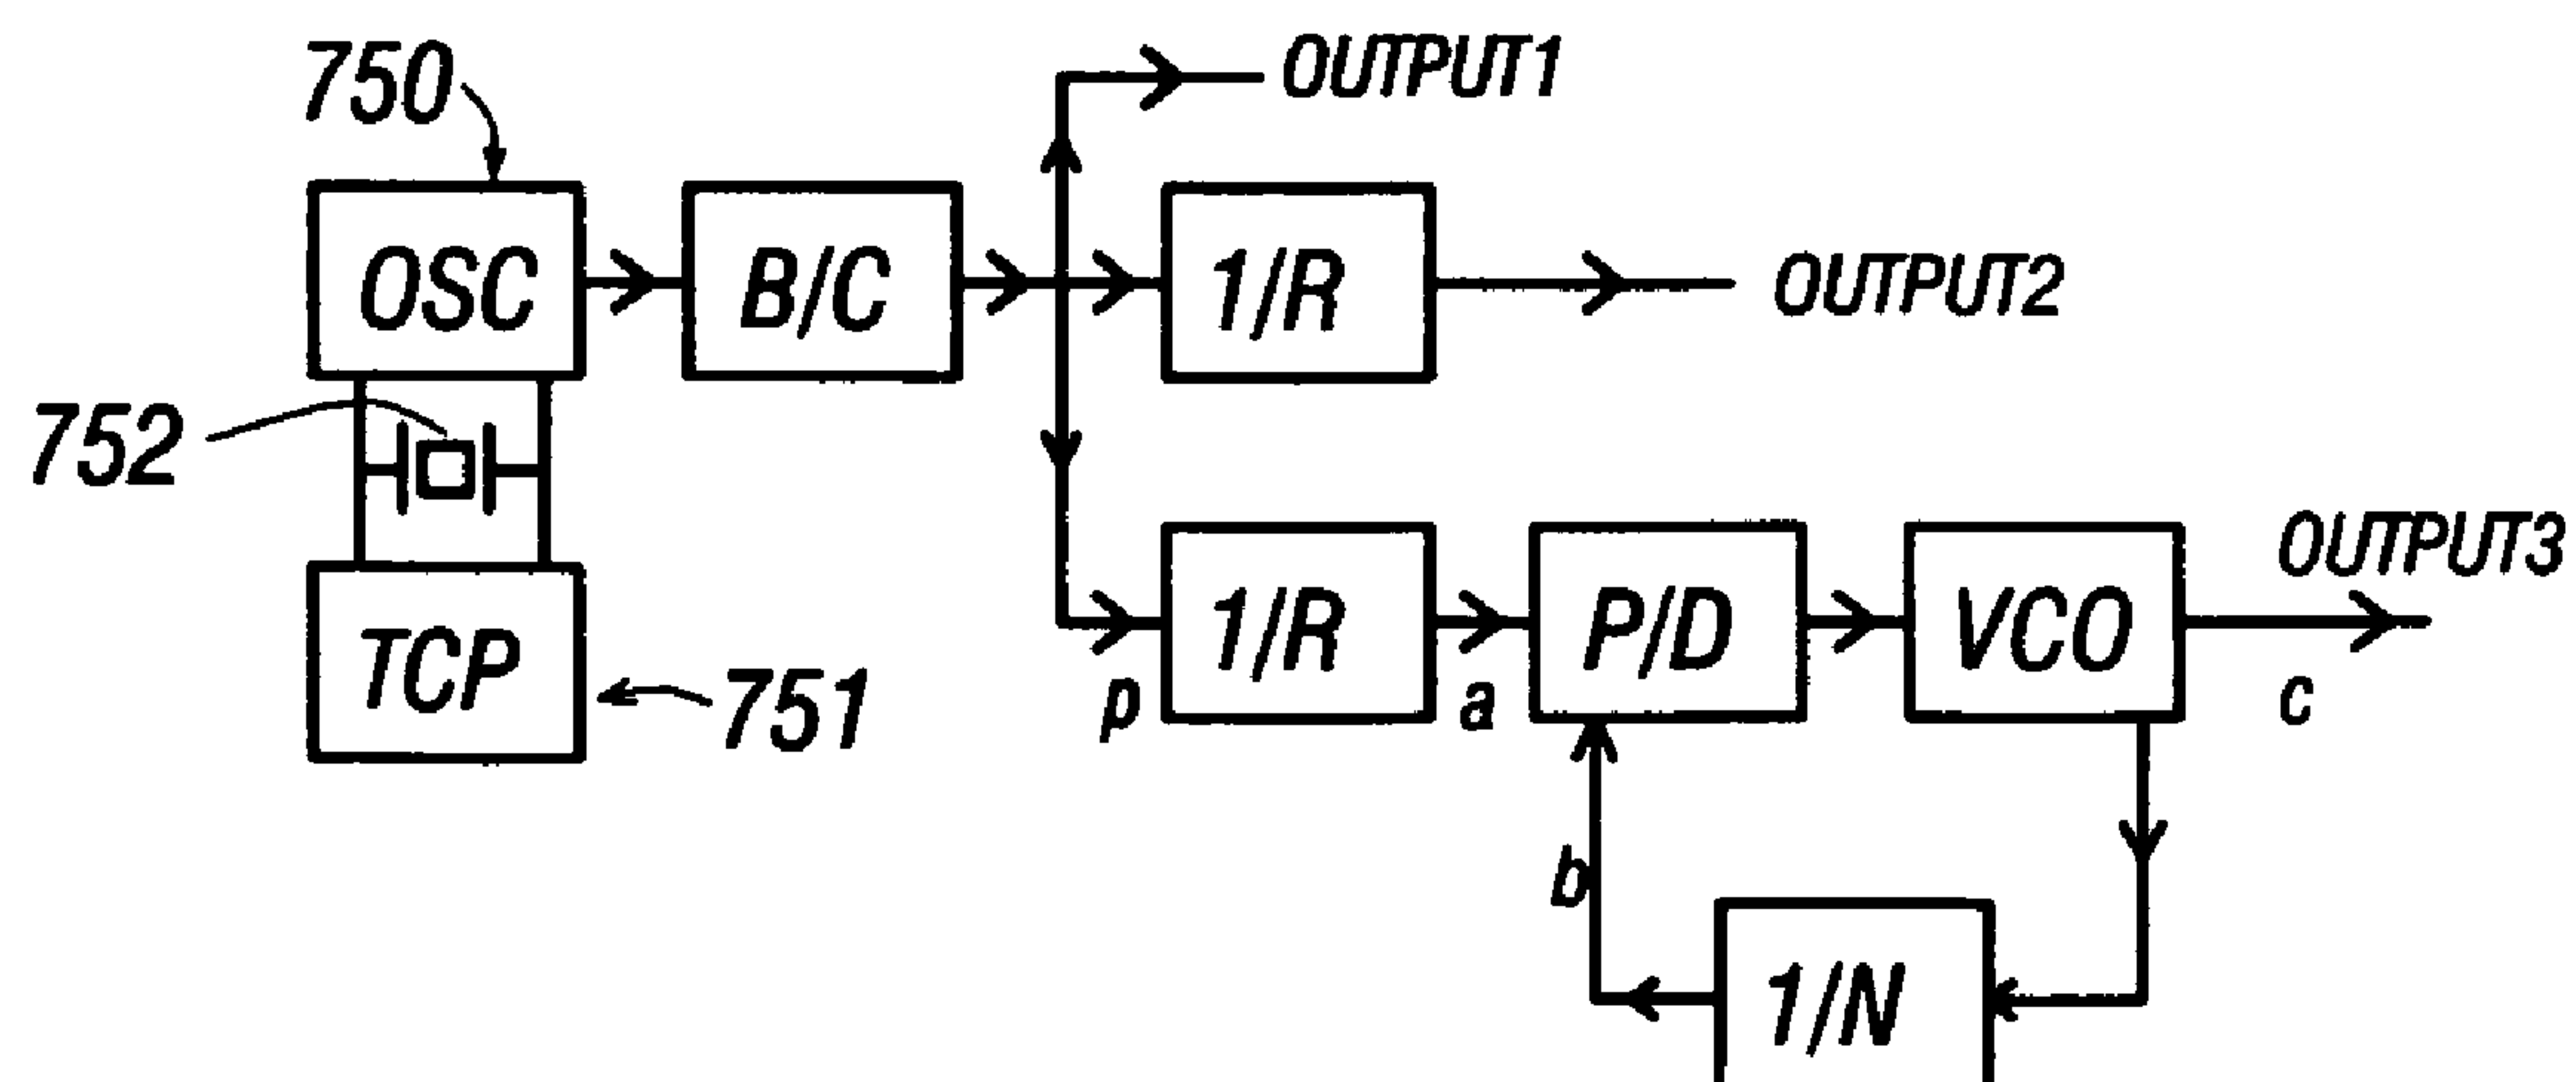 750
OUTPUT1
OSC
B/C
1/R
OUTPUT2
752
TCP
751
1/R
P/D
VCO
OUTPUT3
p
a
c
b
1/N